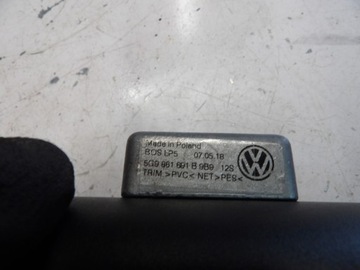 Made in Poland
BOS LP5 07.05.18
5G9 861 691 B 9B9 12S
TRIM >PVC< NET>PES<